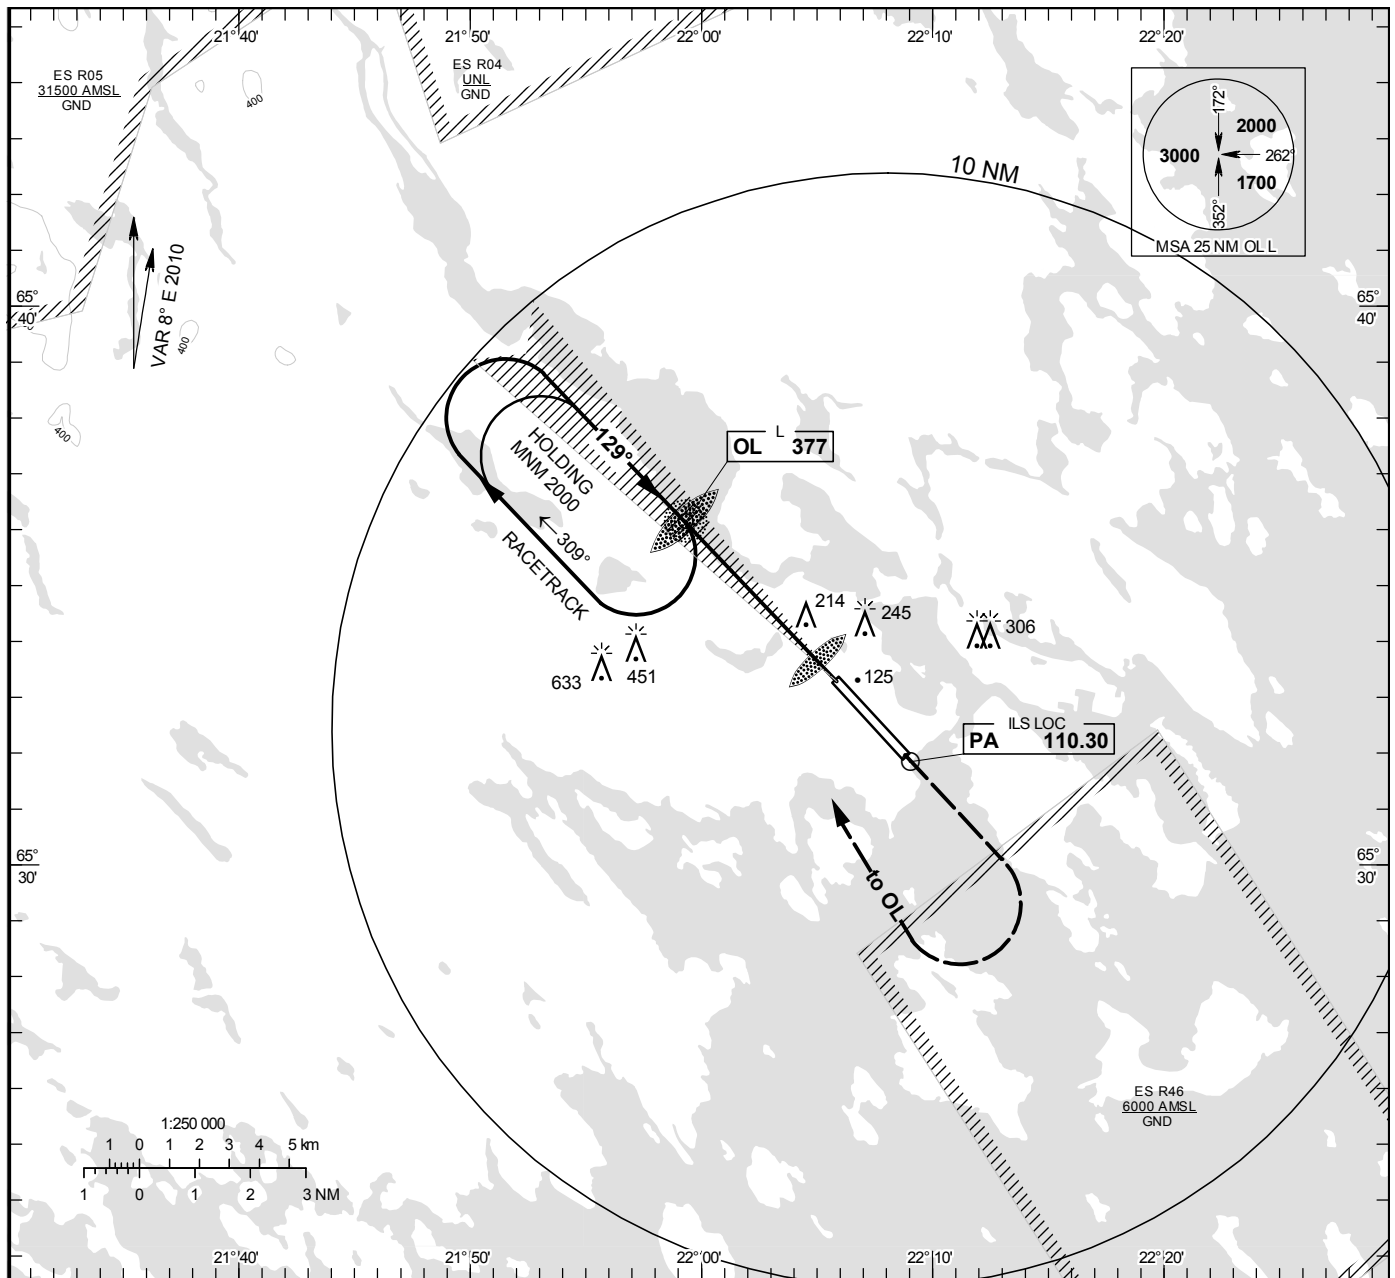 21°40'
21°50'
22°00'
22°10'
22°20'
ES R05
31500 AMSL
GND
ES R04
UNL
GND
400
172°
2000
3000
262°
1700
352°
MSA 25 NM OL L
10 NM
VAR 8° E 2010
400
400
65°
40'
65°
40'
129°
HOLDING
MNM 2000
309°
RACETRACK
L
OL 377
214
245
306
633
451
125
ILS LOC
PA 110.30
to OL
65°
30'
65°
30'
ES R46
6000 AMSL
GND
1:250 000
1 0 1 2 3 4 5 km
1 0 1 2 3 NM
21°40'
21°50'
22°00'
22°10'
22°20'